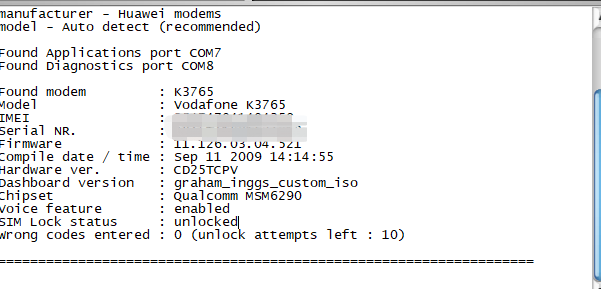 manufacturer - Huawei modems
model - Auto detect (recommended)
Found Applications port COM7
Found Diagnostics port COM8
Found modem : K3765
Model : Vodafone K3765
IMEI :
Serial NR. :
Firmware : 11.126.03.04.521
Compile date / time : Sep 11 2009 14:14:55
Hardware ver. : CD25TCPV
Dashboard version : graham_inggs_custom_iso
Chipset : Qualcomm MSM6290
Voice feature : enabled
SIM Lock status : unlocked
Wrong codes entered : 0 (unlock attempts left : 10)
===================================================================